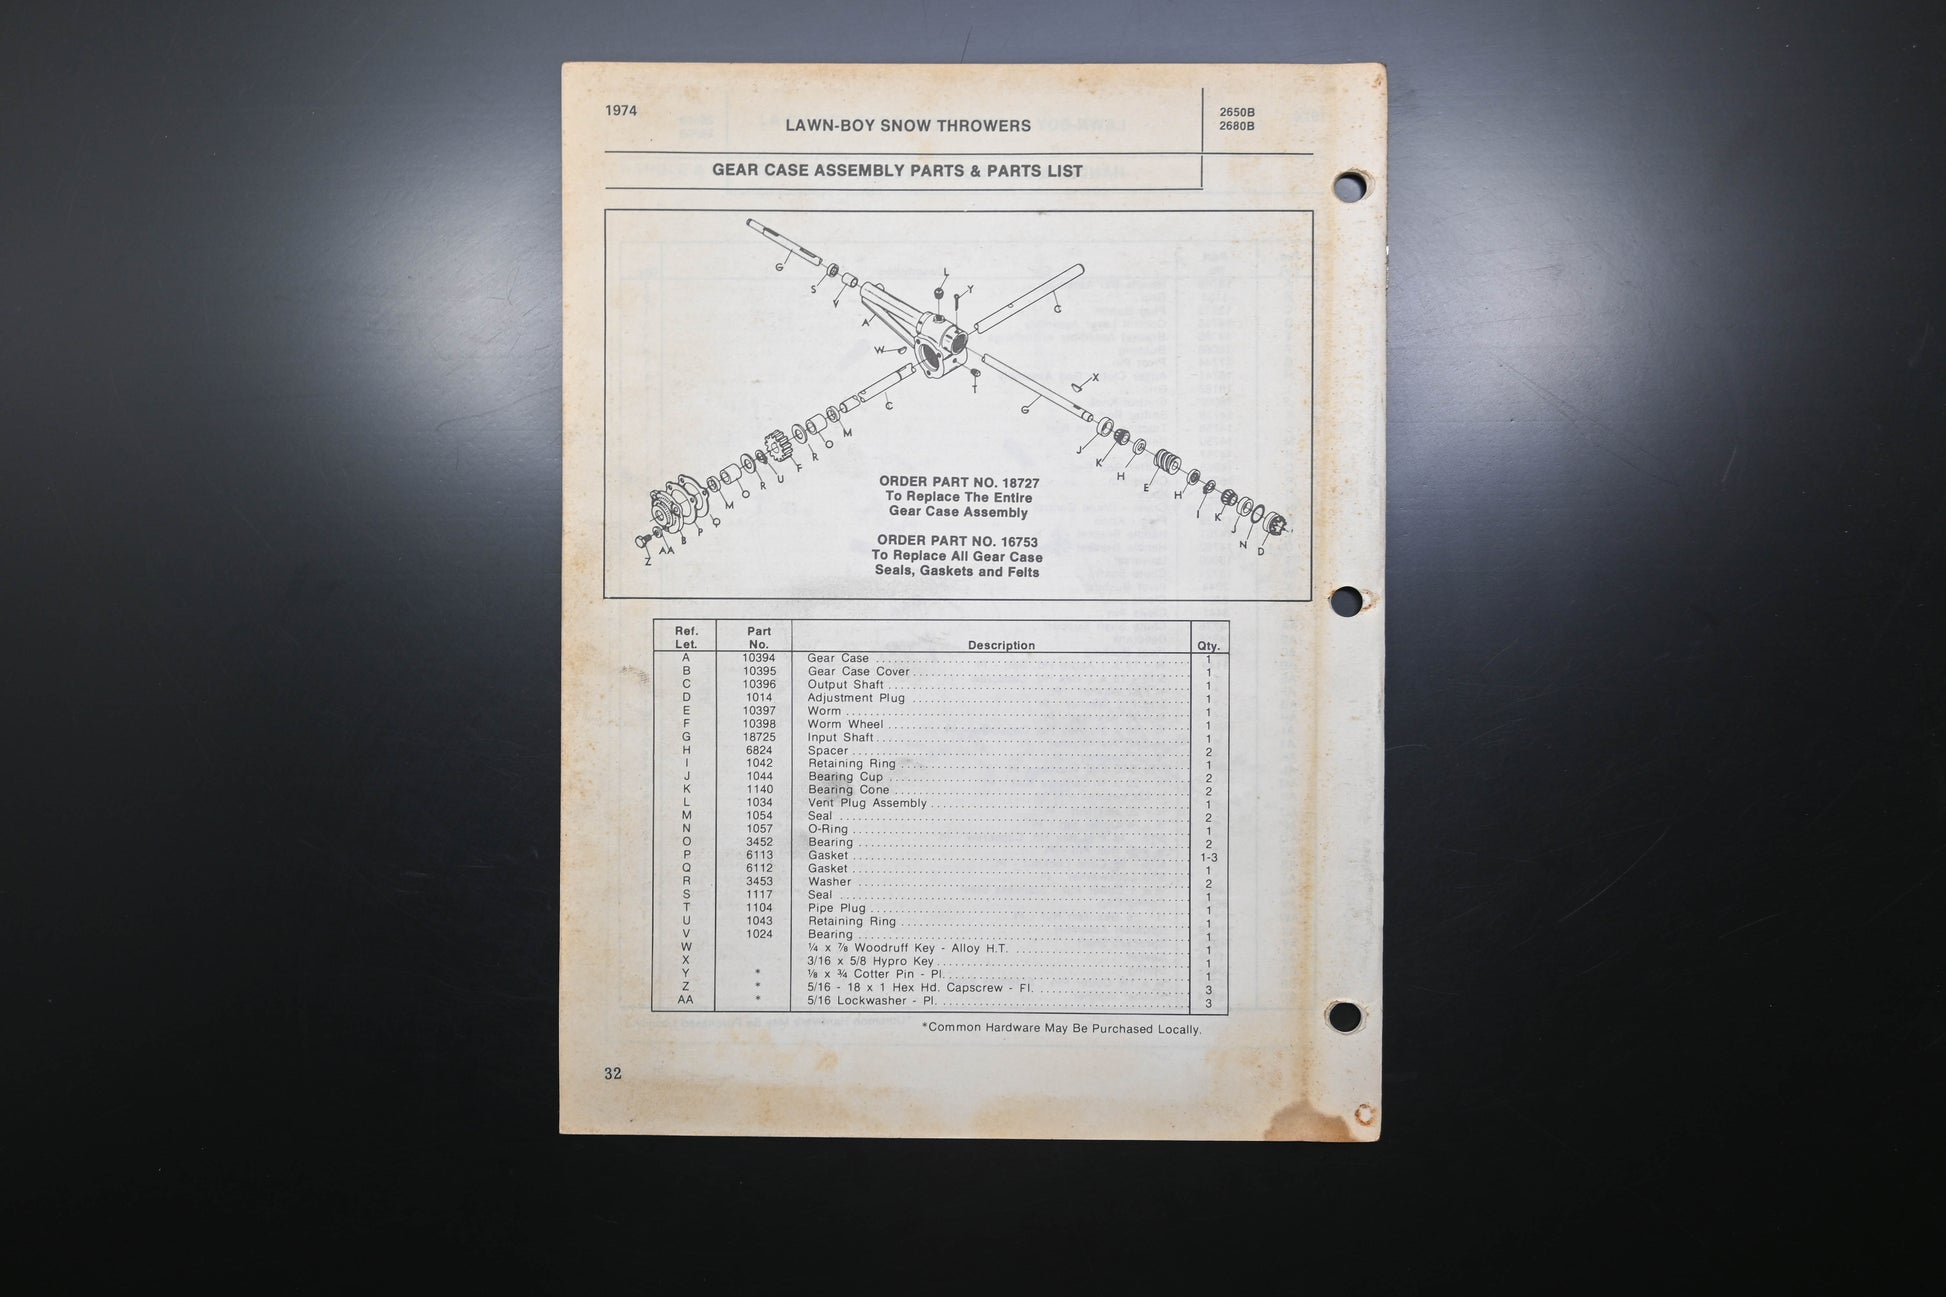 1974
LAWN-BOY SNOW THROWERS
2650B
2680B
GEAR CASE ASSEMBLY PARTS & PARTS LIST
G
S
V
A
L
Y
C
W
T
X
G
C
M
O
R
F
U
R
O
M
Q
P
B
AA
Z
J
K
H
E
H
I
K
J
N
D
ORDER PART NO. 18727
To Replace The Entire
Gear Case Assembly
ORDER PART NO. 16753
To Replace All Gear Case
Seals, Gaskets and Felts
Ref. Let. Part No. Description Qty.
A 10394 Gear Case 1
B 10395 Gear Case Cover 1
C 10396 Output Shaft 1
D 1014 Adjustment Plug 1
E 10397 Worm 1
F 10398 Worm Wheel 1
G 18725 Input Shaft 1
H 6824 Spacer 2
I 1042 Retaining Ring 1
J 1044 Bearing Cup 2
K 1140 Bearing Cone 2
L 1034 Vent Plug Assembly 1
M 1054 Seal 2
N 1057 O-Ring 1
O 3452 Bearing 2
P 6113 Gasket 1-3
Q 6112 Gasket 1
R 3453 Washer 2
S 1117 Seal 1
T 1104 Pipe Plug 1
U 1043 Retaining Ring 1
V 1024 Bearing 1
W ¼ x ⅞ Woodruff Key - Alloy H.T. 1
X 3/16 x 5/8 Hypro Key 1
Y * ⅛ x ¾ Cotter Pin - Pl. 1
Z * 5/16 - 18 x 1 Hex Hd. Capscrew - Fl. 3
AA * 5/16 Lockwasher - Pl. 3
*Common Hardware May Be Purchased Locally.
32